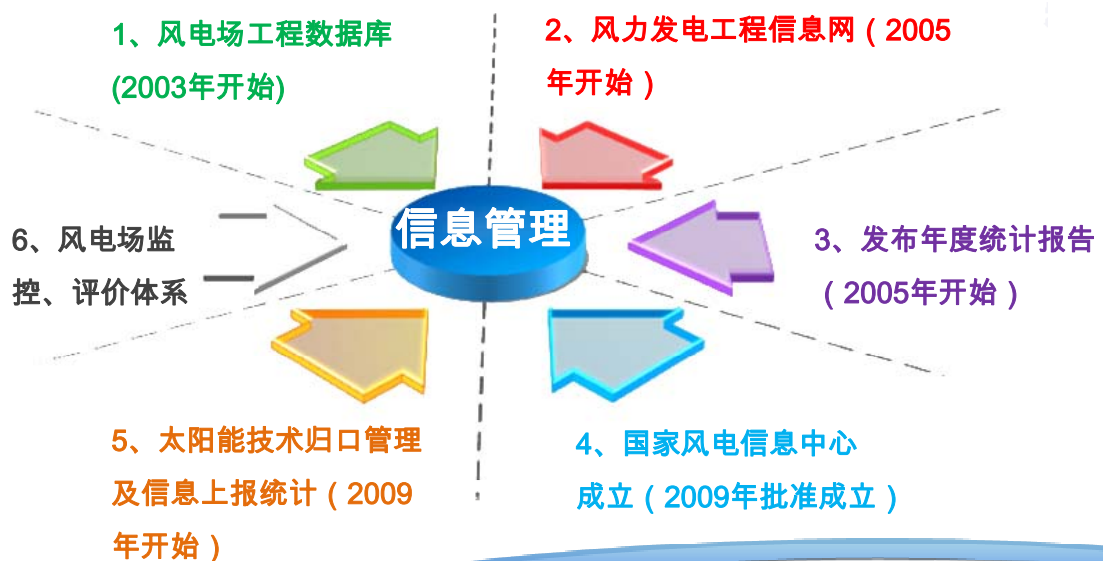 1、风电场工程数据库
(2003年开始)
2、风力发电工程信息网（2005
年开始）
信息管理
3、发布年度统计报告
（2005年开始）
4、国家风电信息中心
成立（2009年批准成立）
5、太阳能技术归口管理
及信息上报统计（2009
年开始）
6、风电场监
控、评价体系